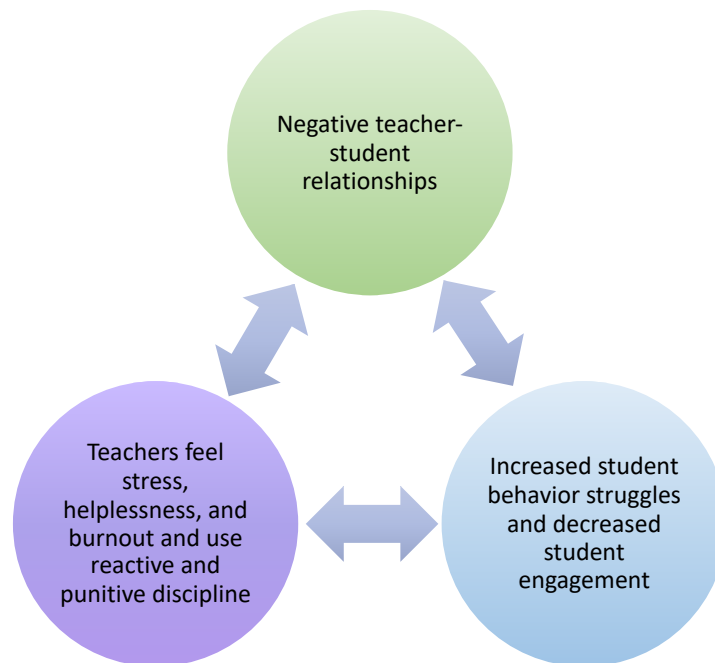 Negative teacher-
student
relationships
Teachers feel
stress,
helplessness, and
burnout and use
reactive and
punitive discipline
Increased student
behavior struggles
and decreased
student
engagement